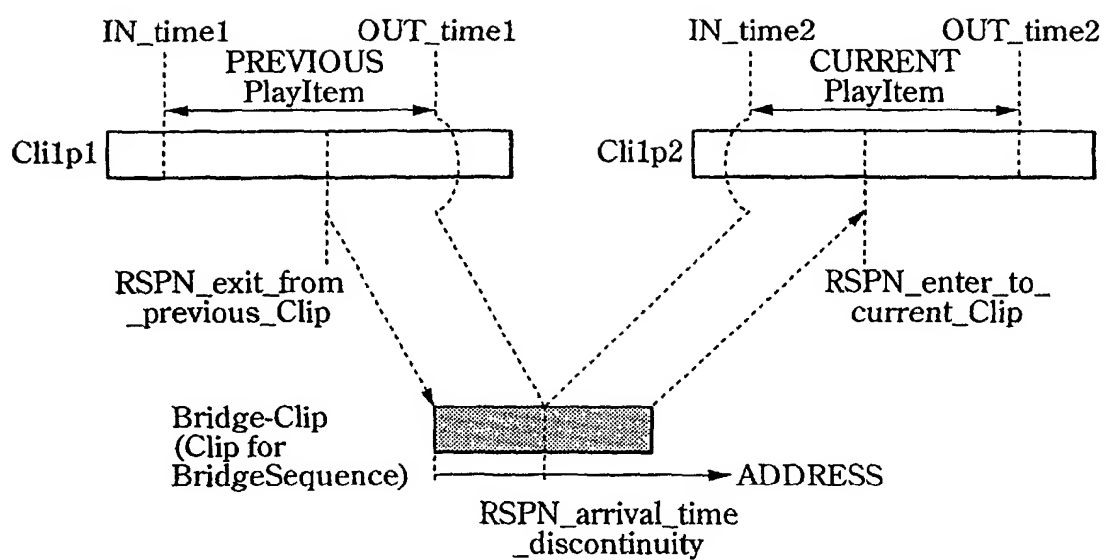 IN_time1 OUT_time1 IN_time2 OUT_time2
PREVIOUS
PlayItem
CURRENT
PlayItem
Cli1p1
Cli1p2
RSPN_exit_from
_previous_Clip
RSPN_enter_to_
current_Clip
Bridge-Clip
(Clip for
BridgeSequence)
ADDRESS
RSPN_arrival_time
_discontinuity